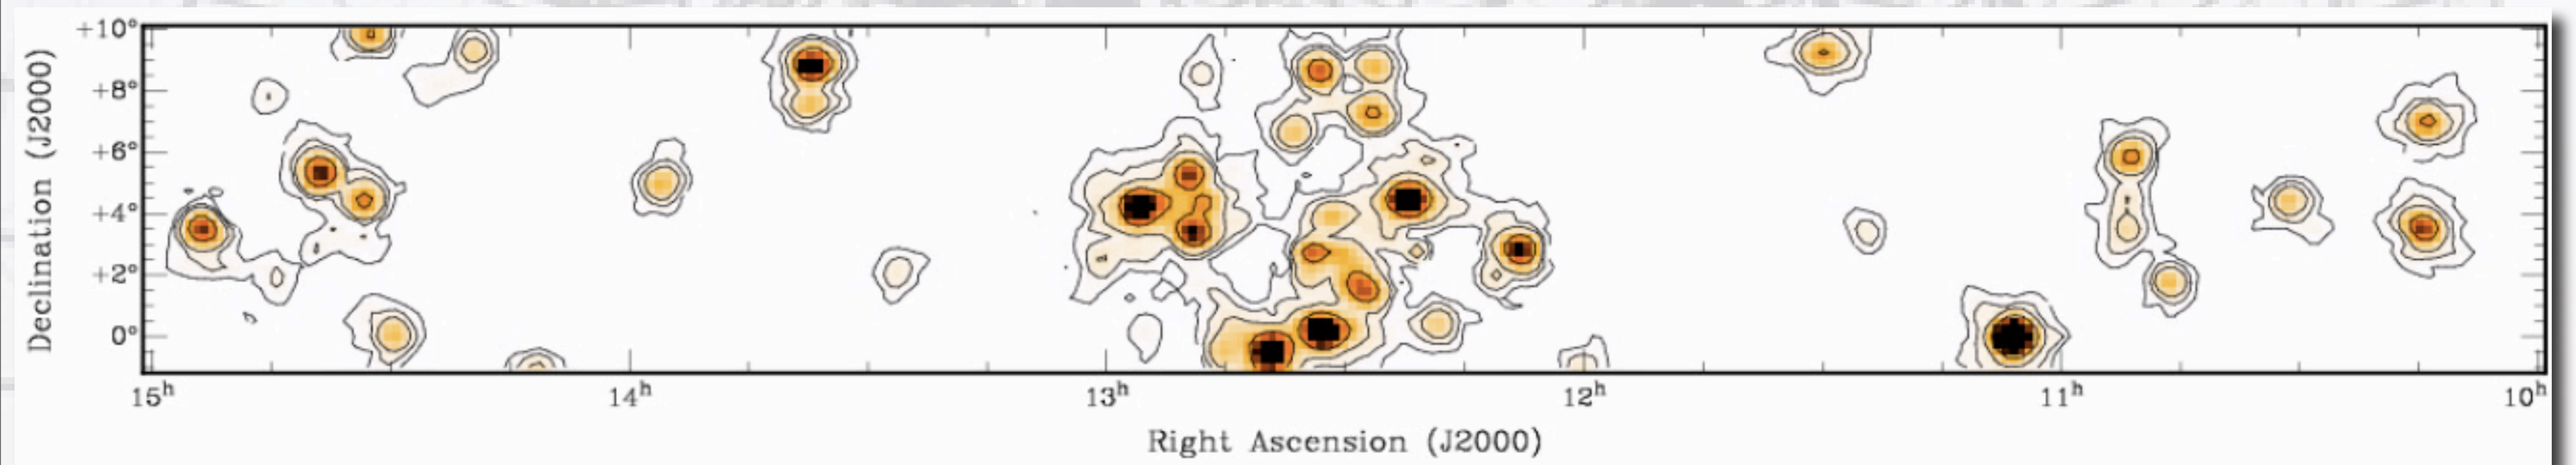 +10°
+8°
+6°
+4°
+2°
0°
Declination (J2000)
15ʰ 14ʰ 13ʰ 12ʰ 11ʰ 10ʰ
Right Ascension (J2000)